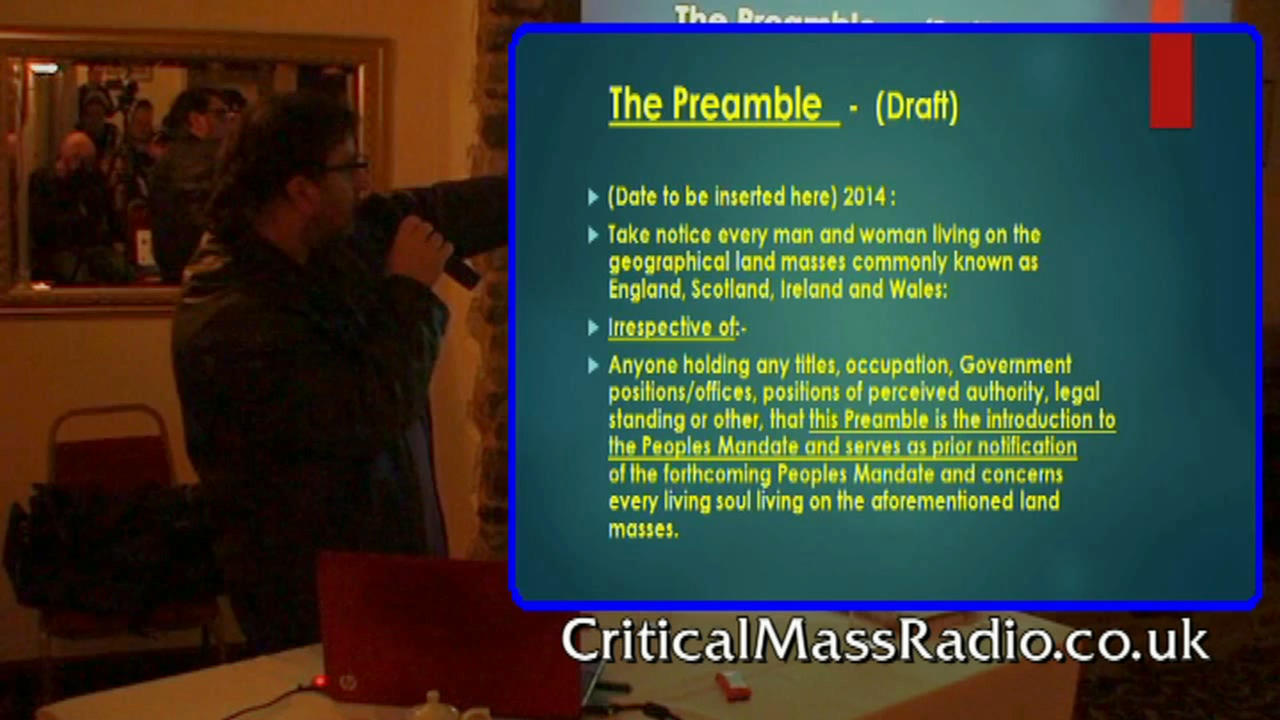 The Preamble
The Preamble - (Draft)
(Date to be inserted here) 2014 :
Take notice every man and woman living on the
geographical land masses commonly known as
England, Scotland, Ireland and Wales:
Irrespective of:-
Anyone holding any titles, occupation, Government
positions/offices, positions of perceived authority, legal
standing or other, that this Preamble is the introduction to
the Peoples Mandate and serves as prior notification
of the forthcoming Peoples Mandate and concerns
every living soul living on the aforementioned land
masses.
CriticalMassRadio.co.uk
hp